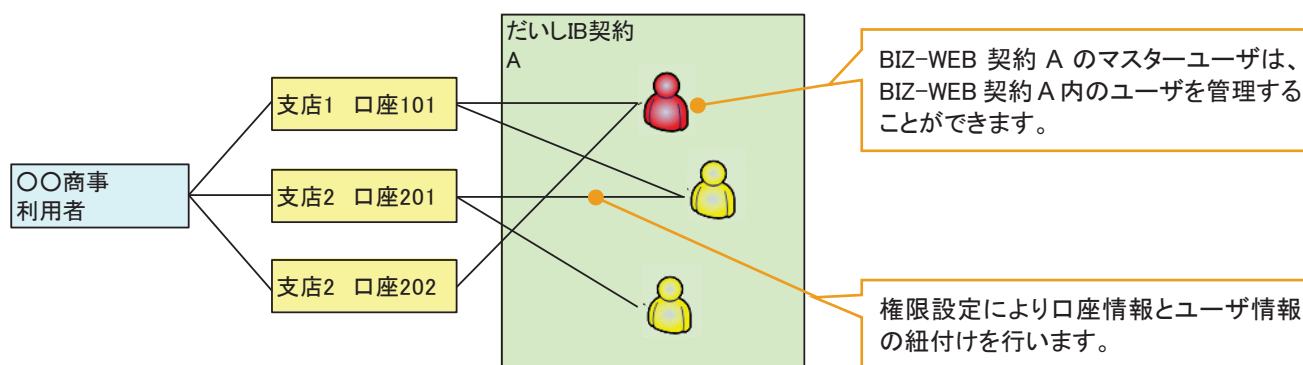 〇〇商事
利用者
支店1 口座101
支店2 口座201
支店2 口座202
だいしIB契約
A
BIZ-WEB 契約 A のマスターユーザは、
BIZ-WEB 契約 A 内のユーザを管理する
ことができます。
権限設定により口座情報とユーザ情報
の紐付けを行います。